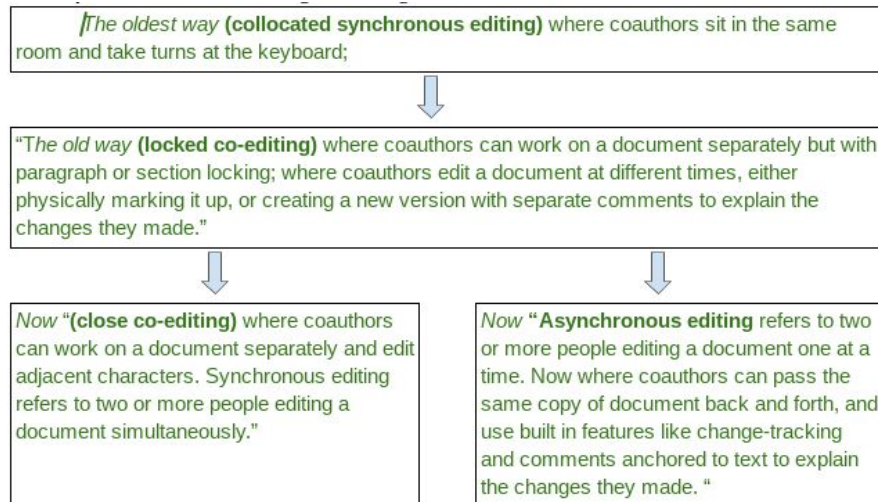 The oldest way (collocated synchronous editing) where coauthors sit in the same
room and take turns at the keyboard;
“The old way (locked co-editing) where coauthors can work on a document separately but with
paragraph or section locking; where coauthors edit a document at different times, either
physically marking it up, or creating a new version with separate comments to explain the
changes they made.”
Now “(close co-editing) where coauthors
can work on a document separately and edit
adjacent characters. Synchronous editing
refers to two or more people editing a
document simultaneously.”
Now “Asynchronous editing refers to two
or more people editing a document one at a
time. Now where coauthors can pass the
same copy of document back and forth, and
use built in features like change-tracking
and comments anchored to text to explain
the changes they made. “